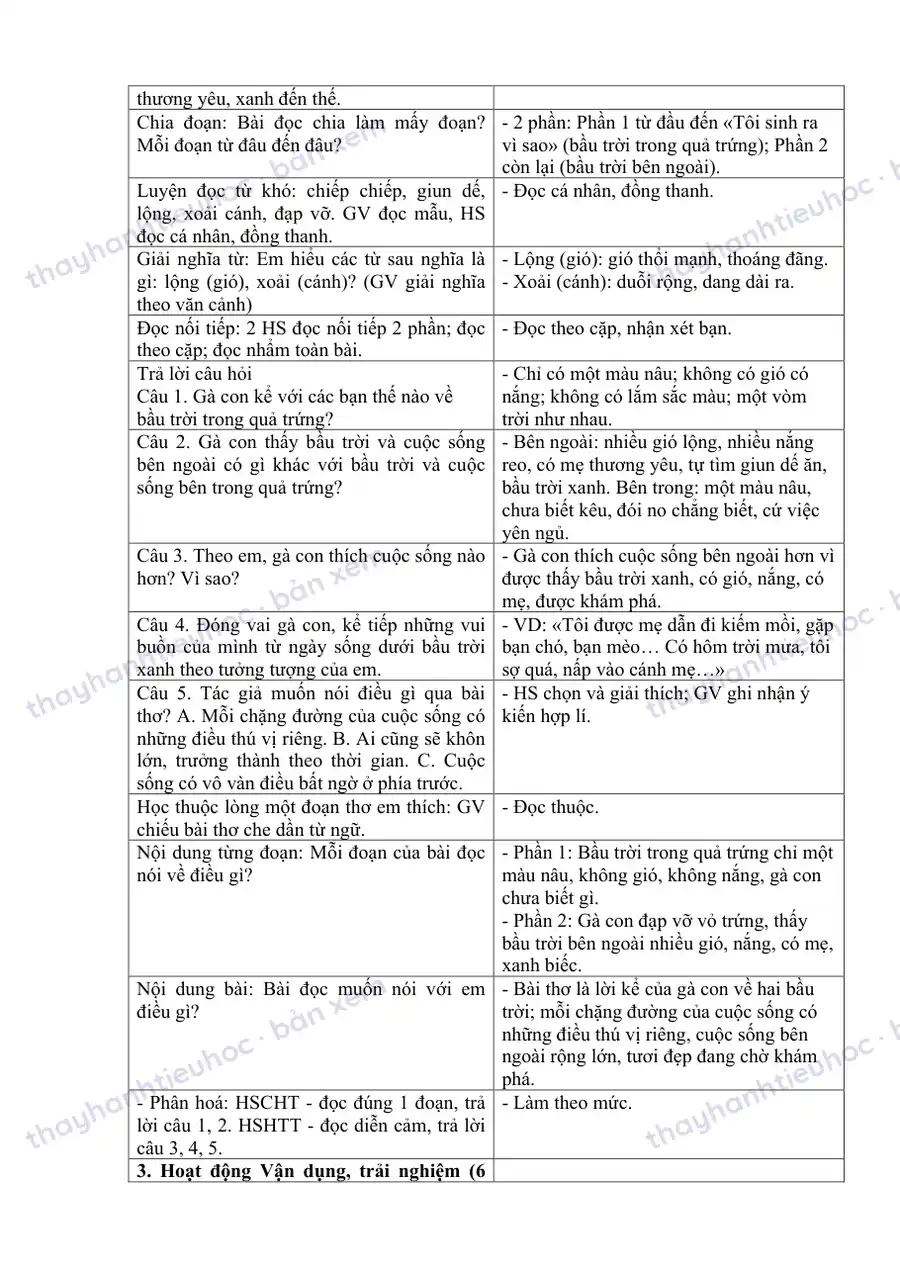 thương yêu, xanh đến thế.
Chia đoạn: Bài đọc chia làm mấy đoạn?
Mỗi đoạn từ đâu đến đâu?
- 2 phần: Phần 1 từ đầu đến «Tôi sinh ra
vì sao» (bầu trời trong quả trứng); Phần 2
còn lại (bầu trời bên ngoài).
Luyện đọc từ khó: chiếp chiếp, giun dế,
lộng, xoải cánh, đạp vỡ. GV đọc mẫu, HS
đọc cá nhân, đồng thanh.
- Đọc cá nhân, đồng thanh.
Giải nghĩa từ: Em hiểu các từ sau nghĩa là
gì: lộng (gió), xoải (cánh)? (GV giải nghĩa
theo văn cảnh)
- Lộng (gió): gió thổi mạnh, thoáng đãng.
- Xoải (cánh): duỗi rộng, dang dài ra.
Đọc nối tiếp: 2 HS đọc nối tiếp 2 phần; đọc
theo cặp; đọc nhẩm toàn bài.
- Đọc theo cặp, nhận xét bạn.
Trả lời câu hỏi
Câu 1. Gà con kể với các bạn thế nào về
bầu trời trong quả trứng?
- Chỉ có một màu nâu; không có gió có
nắng; không có lắm sắc màu; một vòm
trời như nhau.
Câu 2. Gà con thấy bầu trời và cuộc sống
bên ngoài có gì khác với bầu trời và cuộc
sống bên trong quả trứng?
- Bên ngoài: nhiều gió lộng, nhiều nắng
reo, có mẹ thương yêu, tự tìm giun dế ăn,
bầu trời xanh. Bên trong: một màu nâu,
chưa biết kêu, đói no chẳng biết, cứ việc
yên ngủ.
Câu 3. Theo em, gà con thích cuộc sống nào
hơn? Vì sao?
- Gà con thích cuộc sống bên ngoài hơn vì
được thấy bầu trời xanh, có gió, nắng, có
mẹ, được khám phá.
Câu 4. Đóng vai gà con, kể tiếp những vui
buồn của mình từ ngày sống dưới bầu trời
xanh theo tưởng tượng của em.
- VD: «Tôi được mẹ dẫn đi kiếm mồi, gặp
bạn chó, bạn mèo… Có hôm trời mưa, tôi
sợ quá, nấp vào cánh mẹ…»
Câu 5. Tác giả muốn nói điều gì qua bài
thơ? A. Mỗi chặng đường của cuộc sống có
những điều thú vị riêng. B. Ai cũng sẽ khôn
lớn, trưởng thành theo thời gian. C. Cuộc
sống có vô vàn điều bất ngờ ở phía trước.
- HS chọn và giải thích; GV ghi nhận ý
kiến hợp lí.
Học thuộc lòng một đoạn thơ em thích: GV
chiếu bài thơ che dần từ ngữ.
- Đọc thuộc.
Nội dung từng đoạn: Mỗi đoạn của bài đọc
nói về điều gì?
- Phần 1: Bầu trời trong quả trứng chỉ một
màu nâu, không gió, không nắng, gà con
chưa biết gì.
- Phần 2: Gà con đạp vỡ vỏ trứng, thấy
bầu trời bên ngoài nhiều gió, nắng, có mẹ,
xanh biếc.
Nội dung bài: Bài đọc muốn nói với em
điều gì?
- Bài thơ là lời kể của gà con về hai bầu
trời; mỗi chặng đường của cuộc sống có
những điều thú vị riêng, cuộc sống bên
ngoài rộng lớn, tươi đẹp đang chờ khám
phá.
- Phân hoá: HSCHT - đọc đúng 1 đoạn, trả
lời câu 1, 2. HSHTT - đọc diễn cảm, trả lời
câu 3, 4, 5.
- Làm theo mức.
3. Hoạt động Vận dụng, trải nghiệm (6
thayhanhtieuhoc · bản xem
thayhanhtieuhoc · b
thayhanhtieuhoc · bản xem
thayhanhtieuhoc · b
thayhanhtieuhoc · bản xem
thayhanhtieuhoc · b